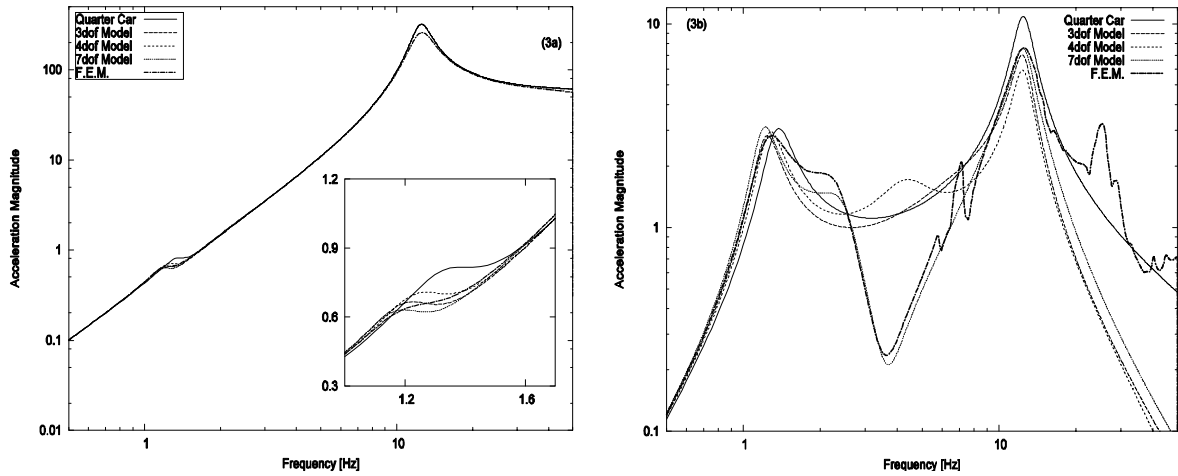 Quarter Car
3dof Model
4dof Model
7dof Model
F.E.M.
(3a)
100
10
1
0.1
0.01
Acceleration Magnitude
1.2
0.9
0.6
0.3
1.2
1.6
1
10
Frequency [Hz]
(3b)
Quarter Car
3dof Model
4dof Model
7dof Model
F.E.M.
10
1
0.1
Acceleration Magnitude
1
10
Frequency [Hz]